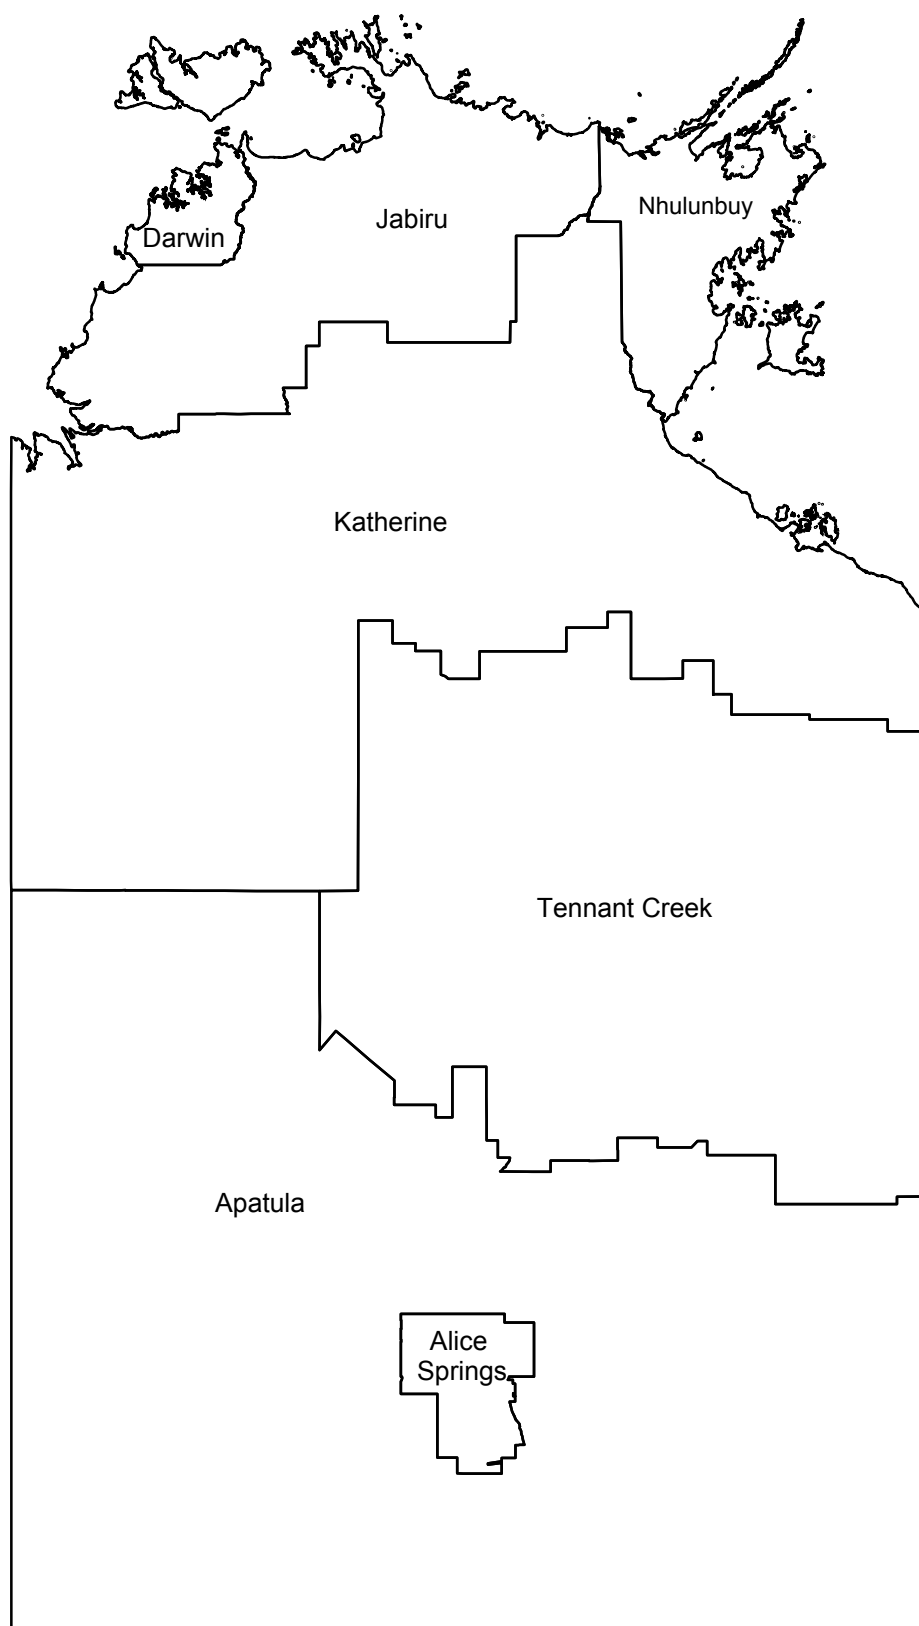 Nhulunbuy
Jabiru
Darwin
Katherine
Tennant Creek
Apatula
Alice
Springs